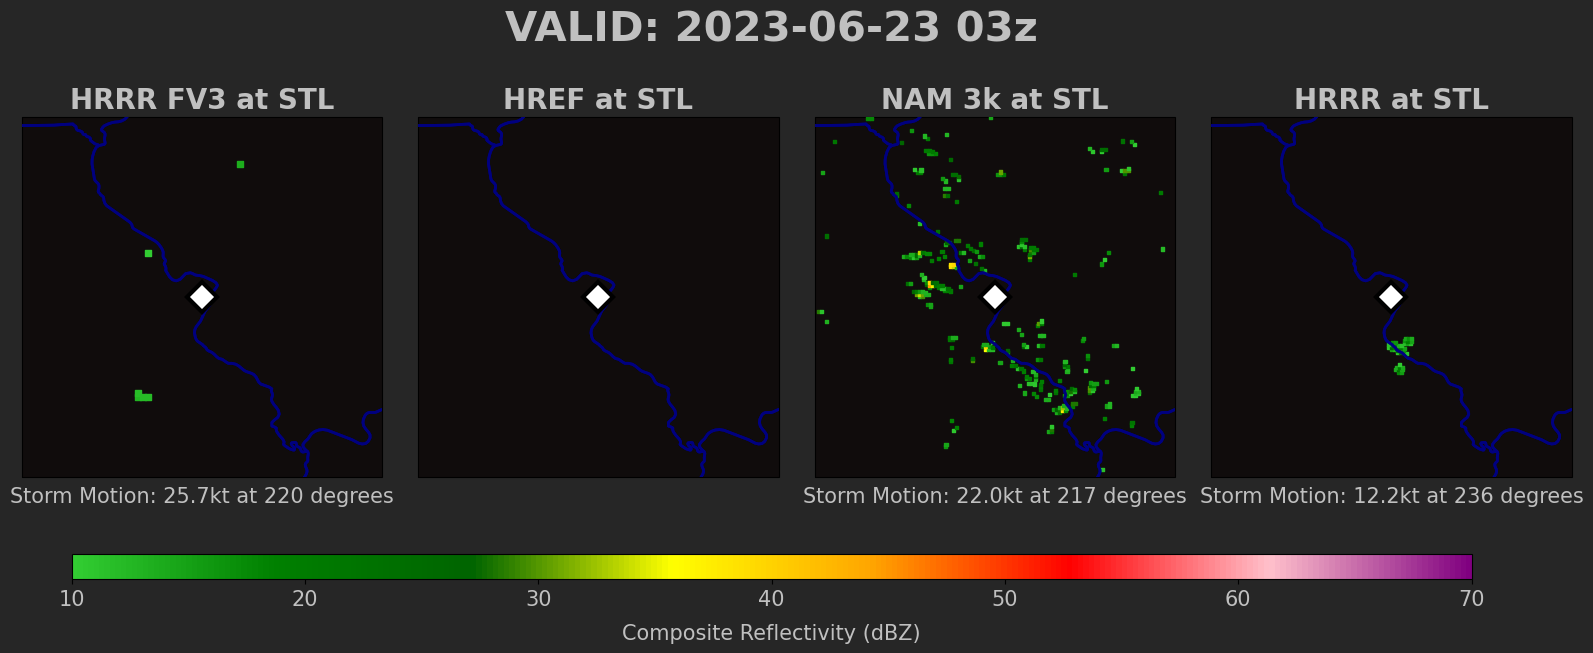 VALID: 2023-06-23 03z
HRRR FV3 at STL
HREF at STL
NAM 3k at STL
HRRR at STL
Storm Motion: 25.7kt at 220 degrees
Storm Motion: 22.0kt at 217 degrees
Storm Motion: 12.2kt at 236 degrees
10 20 30 40 50 60 70
Composite Reflectivity (dBZ)